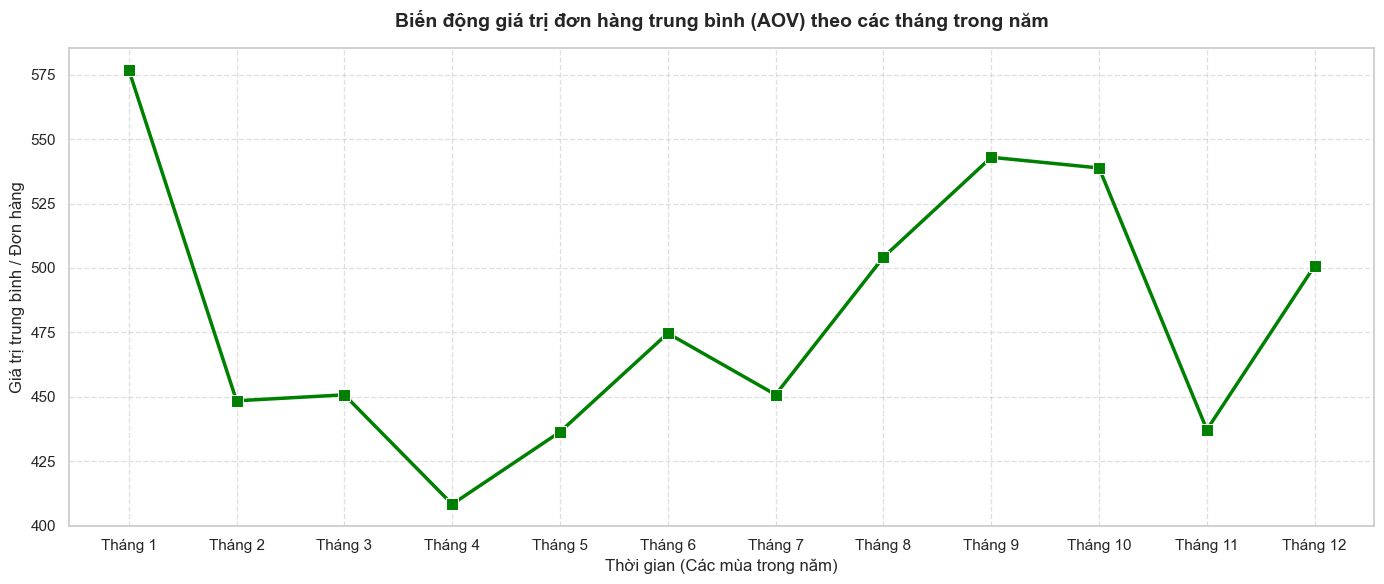 Biến động giá trị đơn hàng trung bình (AOV) theo các tháng trong năm
Giá trị trung bình / Đơn hàng
575
550
525
500
475
450
425
400
Tháng 1 Tháng 2 Tháng 3 Tháng 4 Tháng 5 Tháng 6 Tháng 7 Tháng 8 Tháng 9 Tháng 10 Tháng 11 Tháng 12
Thời gian (Các mùa trong năm)